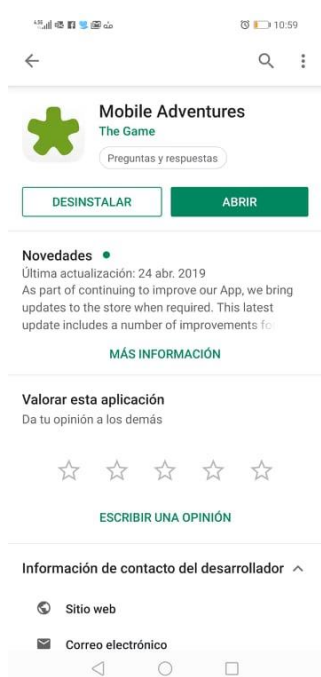 10:59
Mobile Adventures
The Game
Preguntas y respuestas
DESINSTALAR
ABRIR
Novedades
Última actualización: 24 abr. 2019
As part of continuing to improve our App, we bring
updates to the store when required. This latest
update includes a number of improvements for
MÁS INFORMACIÓN
Valorar esta aplicación
Da tu opinión a los demás
ESCRIBIR UNA OPINIÓN
Información de contacto del desarrollador
Sitio web
Correo electrónico